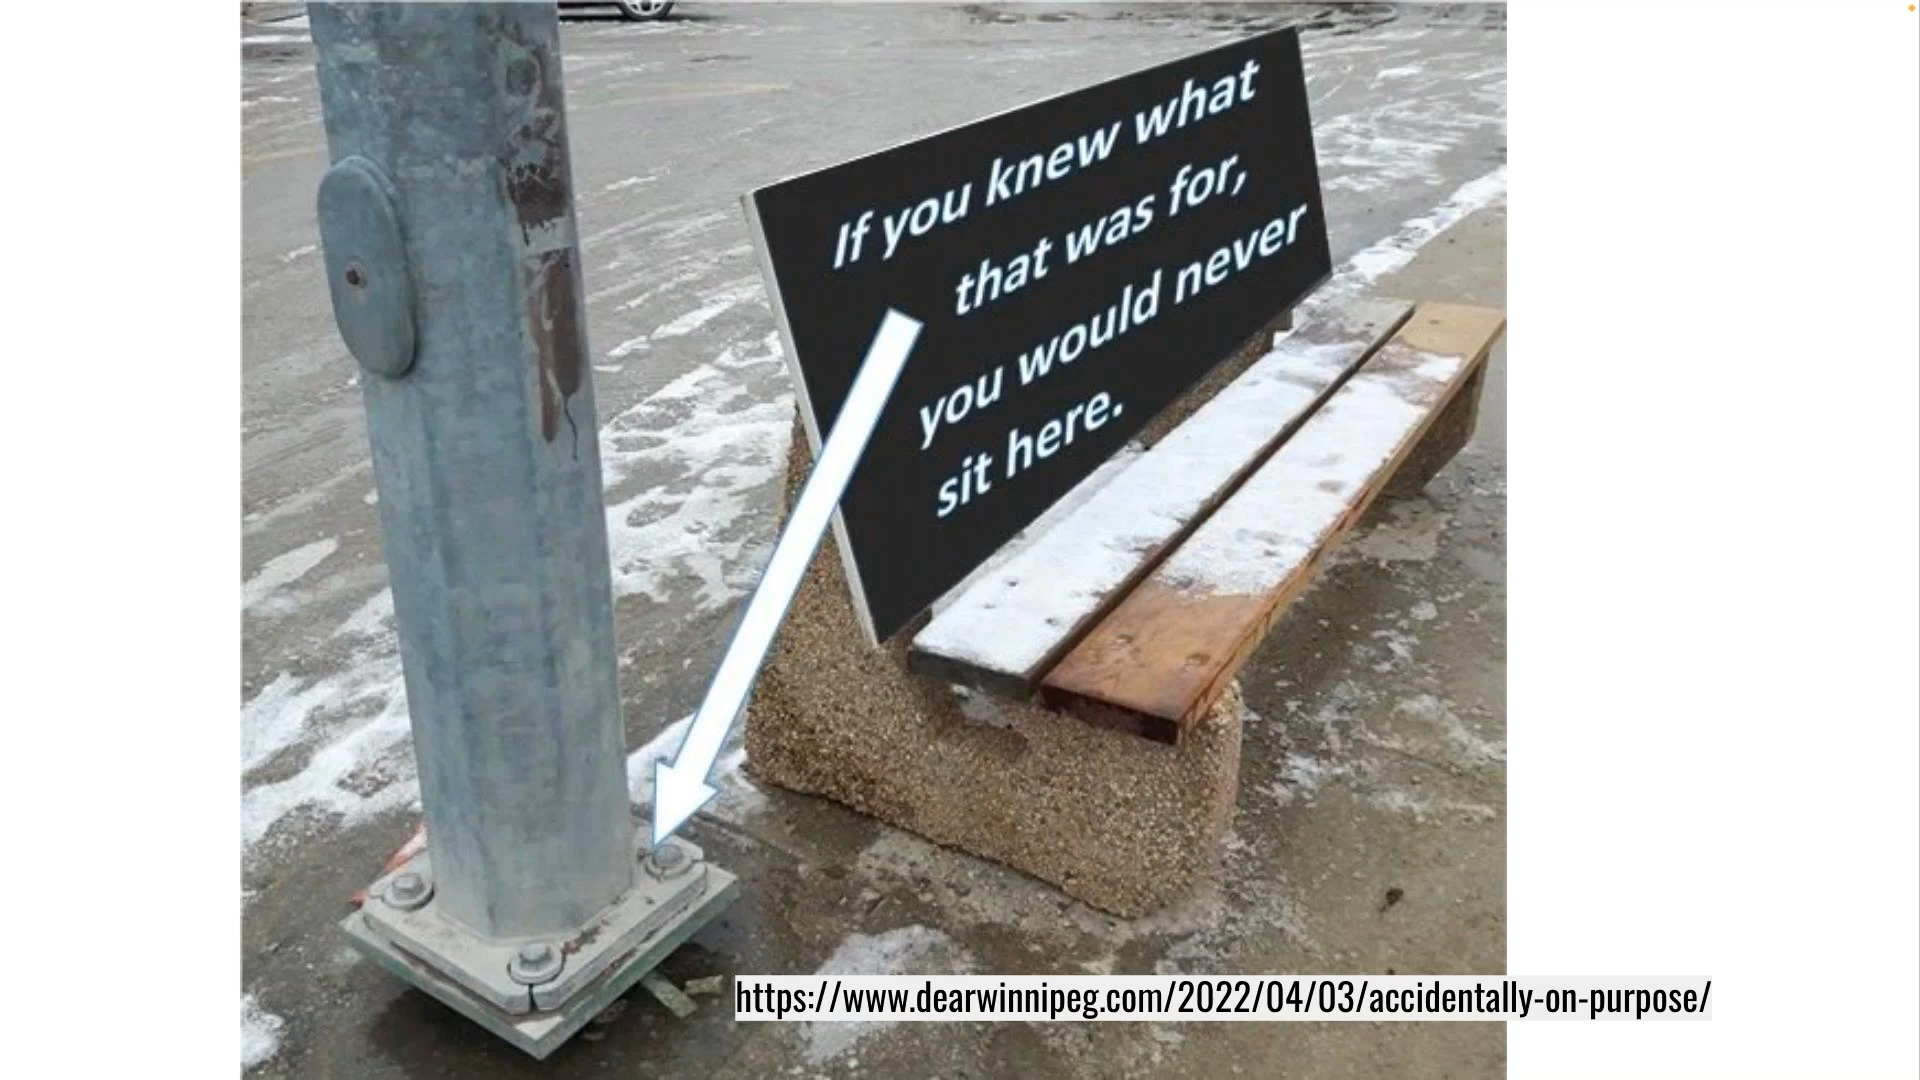 If you knew what
that was for,
you would never
sit here.
https://www.dearwinnipeg.com/2022/04/03/accidentally-on-purpose/